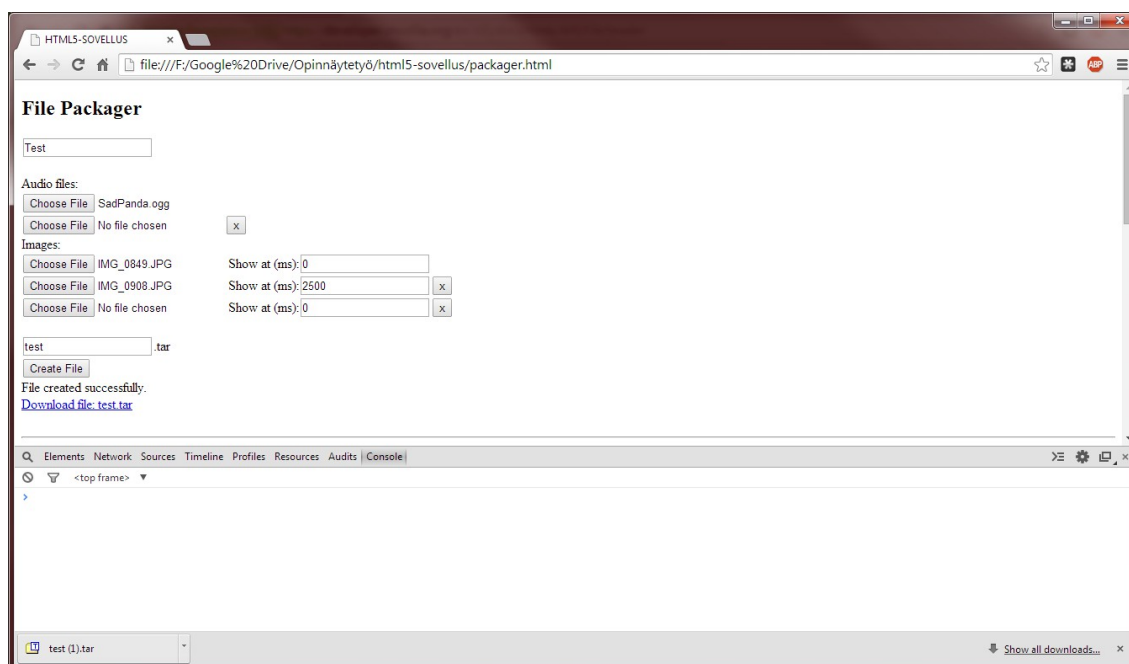 HTML5-SOVELLUS
file:///F:/Google%20Drive/Opinnäytetyö/html5-sovellus/packager.html
ABP
File Packager
Test
Audio files:
Choose File SadPanda.ogg
Choose File No file chosen x
Images:
Choose File IMG_0849.JPG Show at (ms): 0
Choose File IMG_0908.JPG Show at (ms): 2500 x
Choose File No file chosen Show at (ms): 0 x
test .tar
Create File
File created successfully.
Download file: test.tar
Elements Network Sources Timeline Profiles Resources Audits Console
<top frame>
test (1).tar Show all downloads...